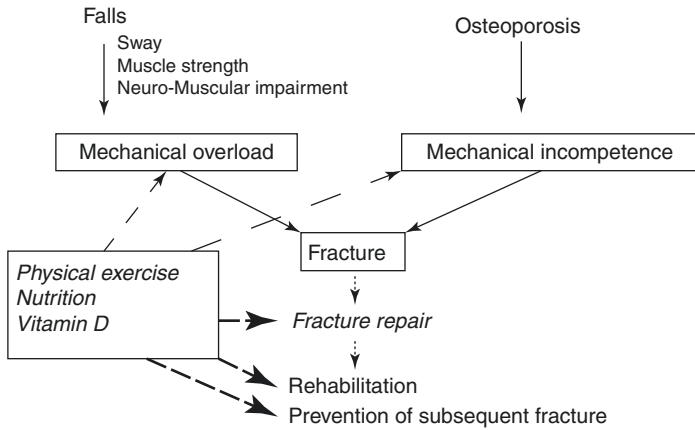 Falls
Osteoporosis
Sway
Muscle strength
Neuro-Muscular impairment
Mechanical overload
Mechanical incompetence
Fracture
Physical exercise
Nutrition
Vitamin D
Fracture repair
Rehabilitation
Prevention of subsequent fracture